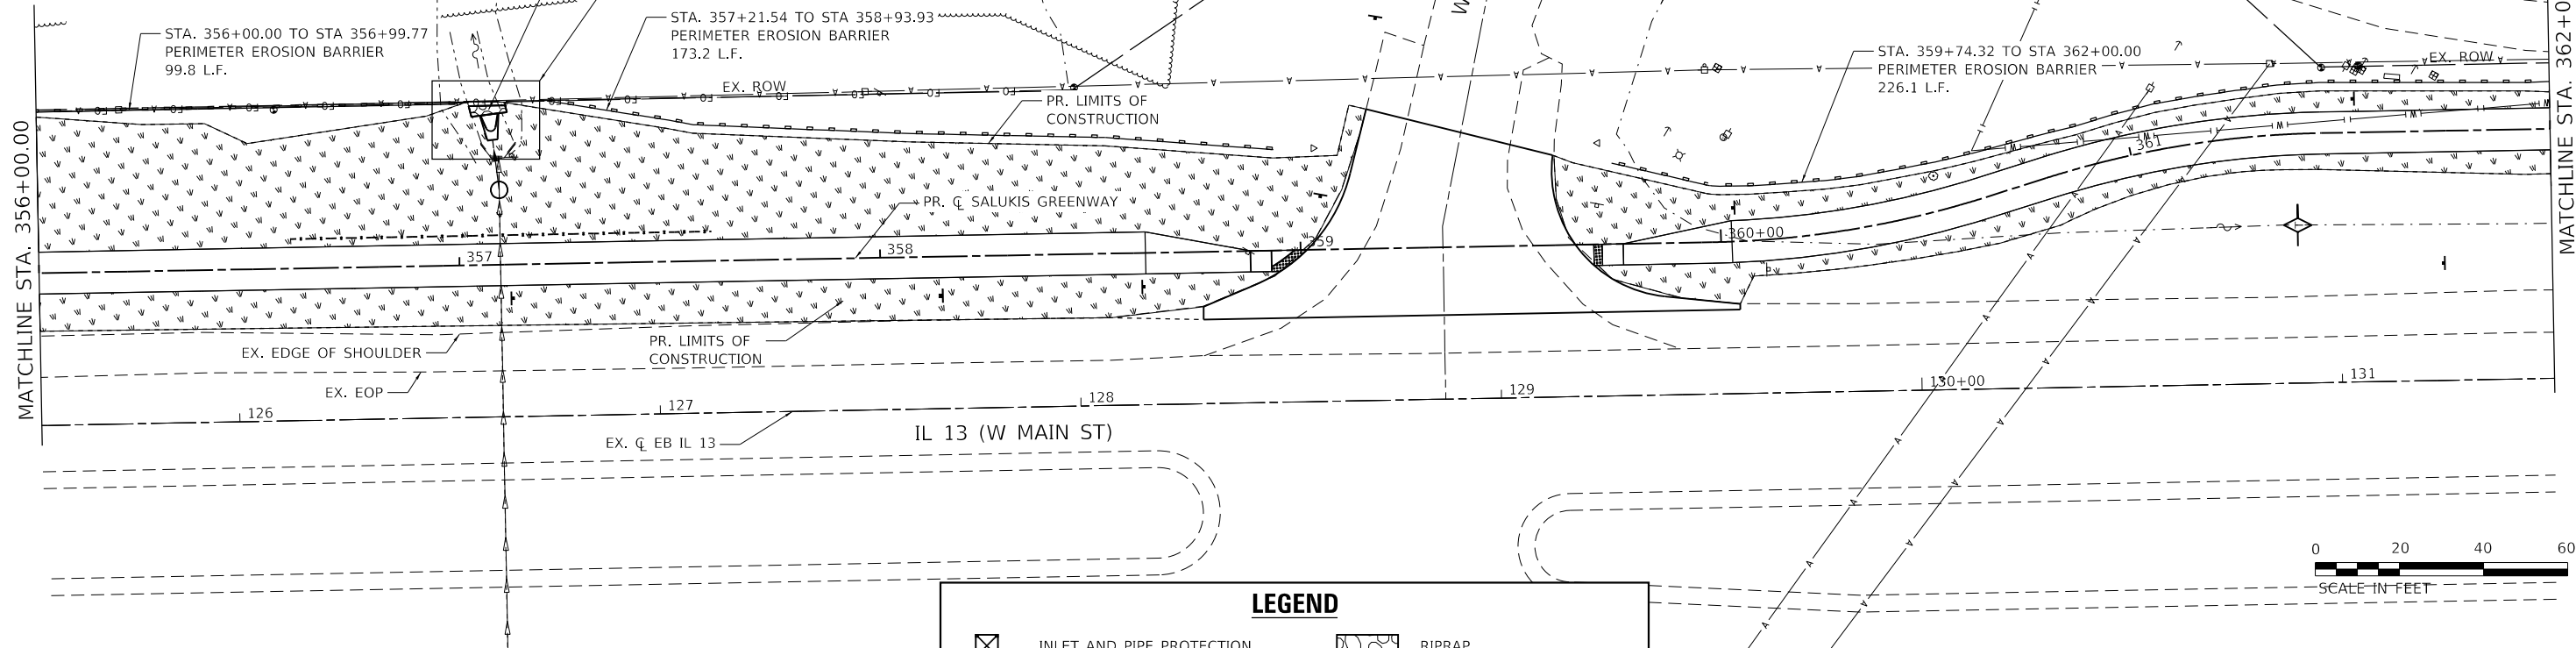 STA. 356+00.00 TO STA 356+99.77
PERIMETER EROSION BARRIER
99.8 L.F.
STA. 357+21.54 TO STA 358+93.93
PERIMETER EROSION BARRIER
173.2 L.F.
STA. 359+74.32 TO STA 362+00.00
PERIMETER EROSION BARRIER
226.1 L.F.
EX. ROW
EX. ROW
PR. LIMITS OF
CONSTRUCTION
PR. ℄ SALUKIS GREENWAY
MATCHLINE STA. 356+00.00
357
358
359
360+00
361
EX. EDGE OF SHOULDER
PR. LIMITS OF
CONSTRUCTION
EX. EOP
126
127
128
129
130+00
131
EX. ℄ EB IL 13
IL 13 (W MAIN ST)
MATCHLINE STA. 362+0
0 20 40 60
SCALE IN FEET
LEGEND
INLET AND PIPE PROTECTION
RIPRAP